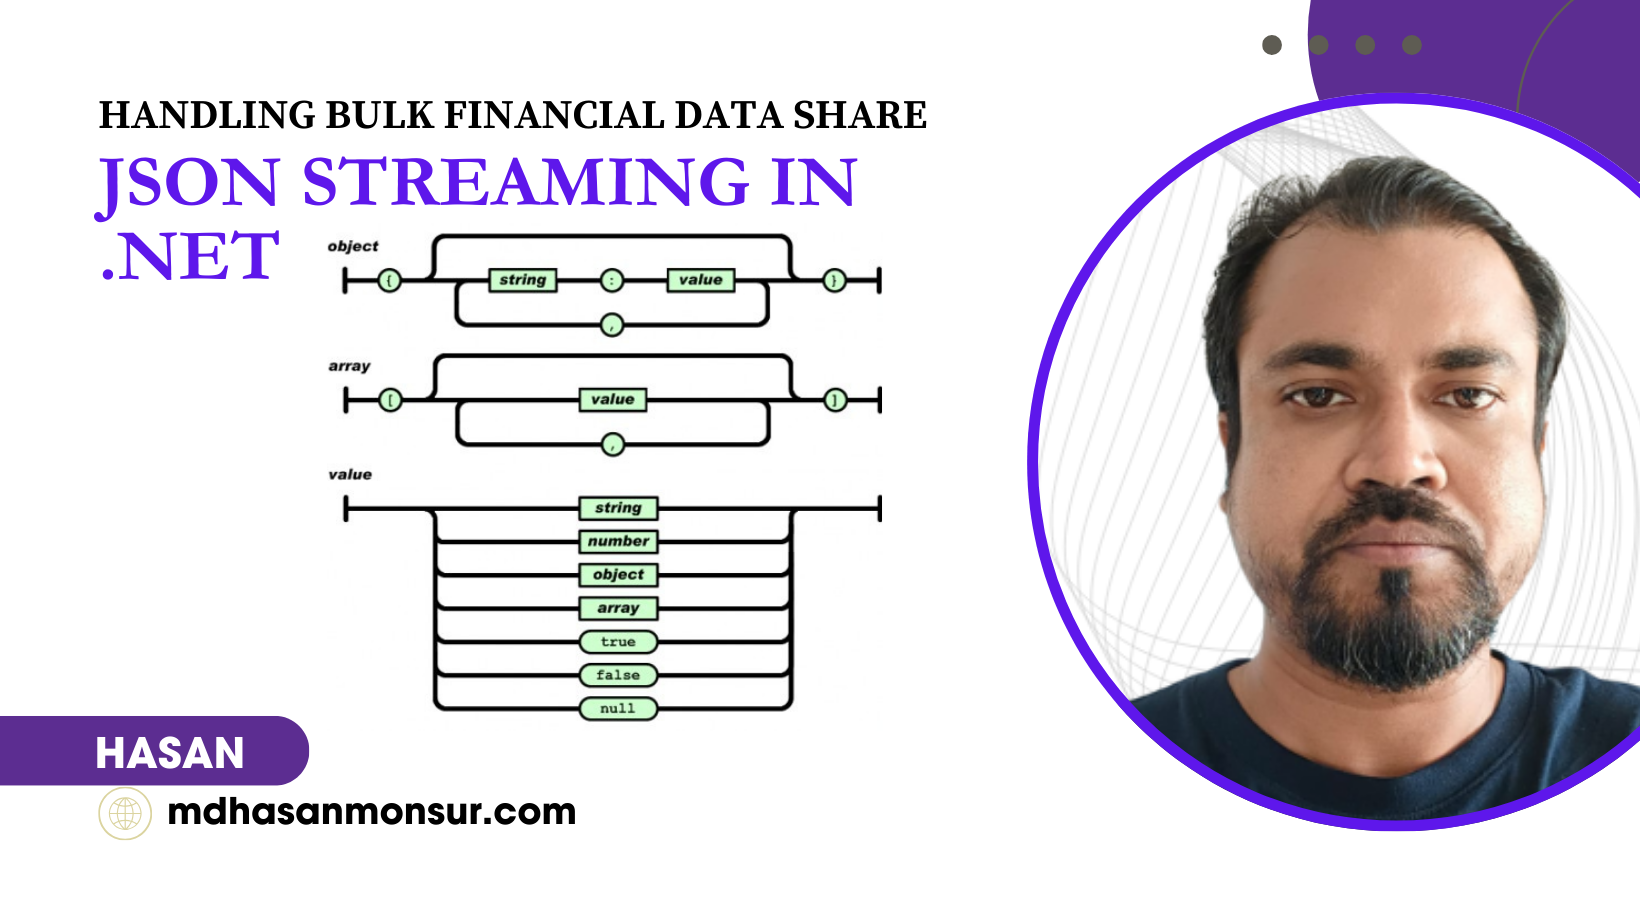 HANDLING BULK FINANCIAL DATA SHARE
JSON STREAMING IN
.NET
object
{ string : value }
,
array
[ value ]
,
value
string
number
object
array
true
false
null
HASAN
mdhasanmonsur.com